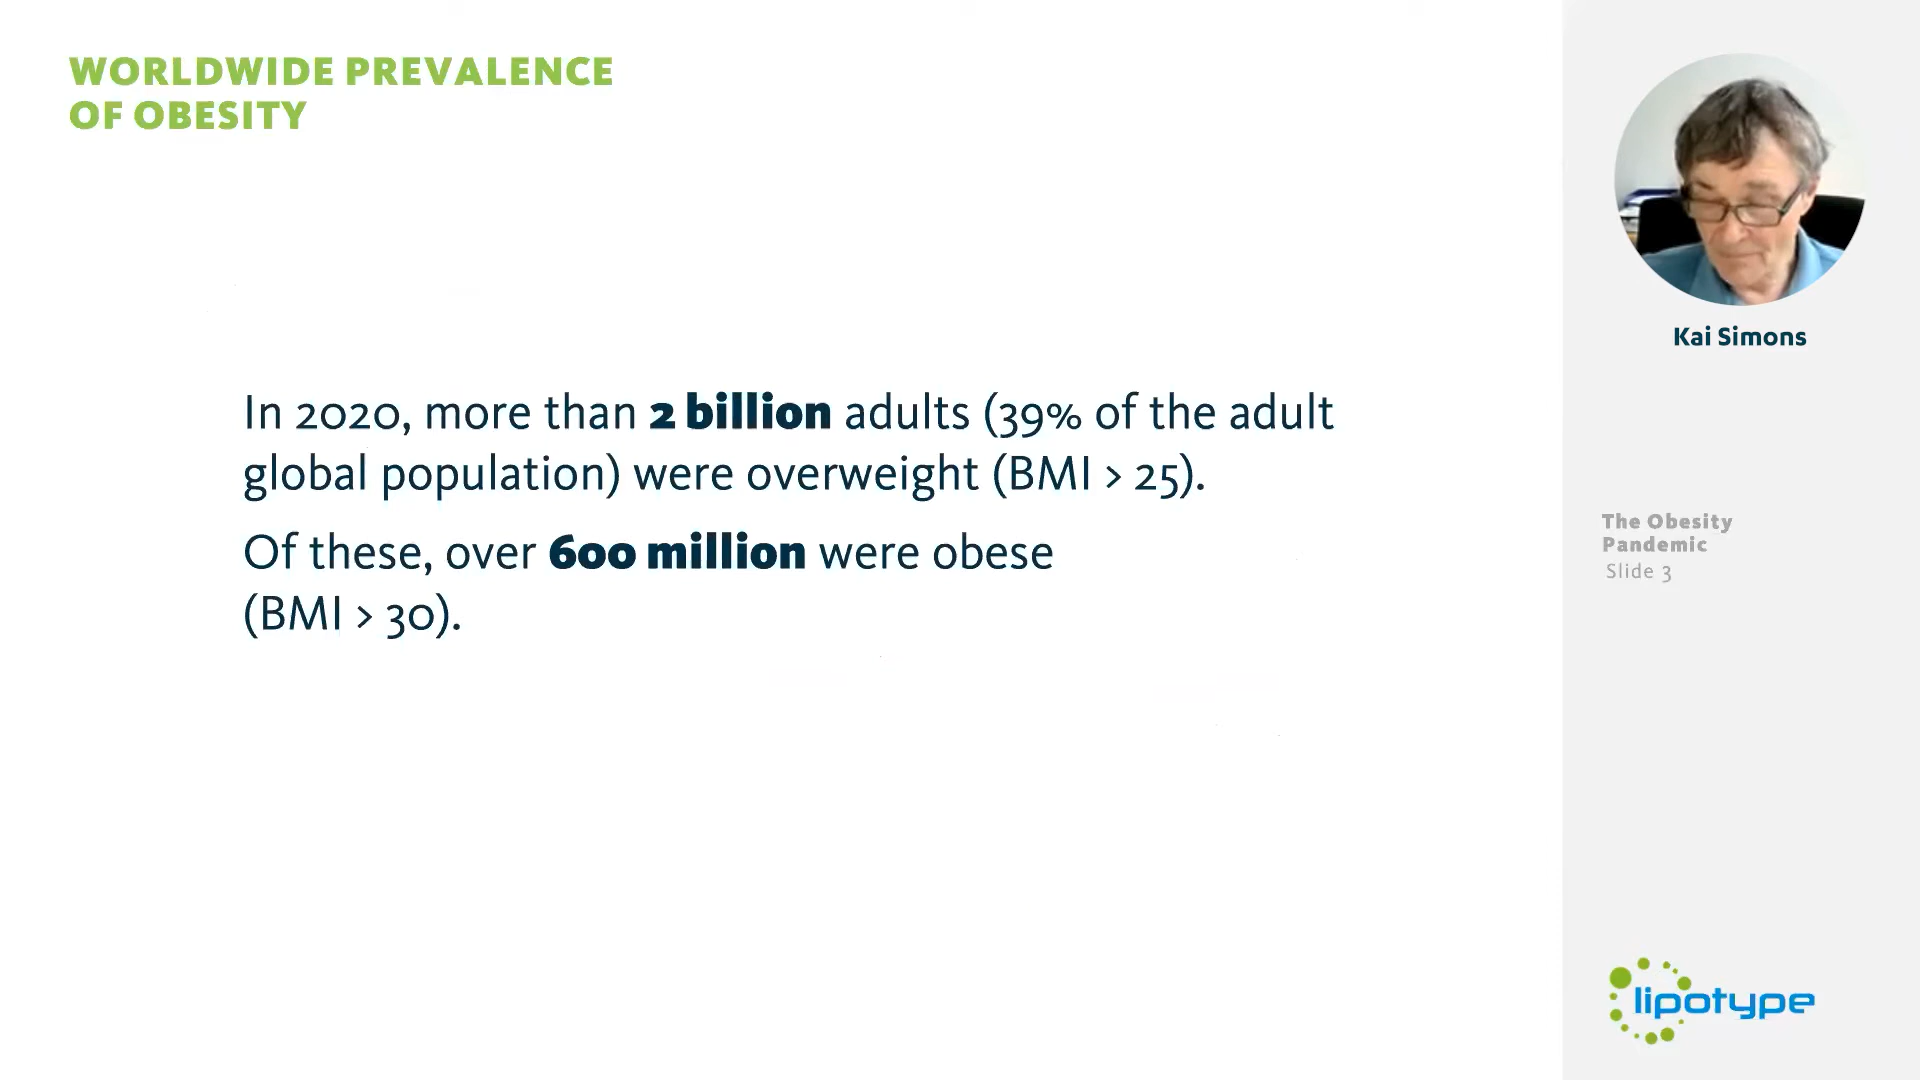 WORLDWIDE PREVALENCE
OF OBESITY
In 2020, more than 2 billion adults (39% of the adult
global population) were overweight (BMI > 25).
Of these, over 600 million were obese
(BMI > 30).
Kai Simons
The Obesity
Pandemic
Slide 3
lipotype